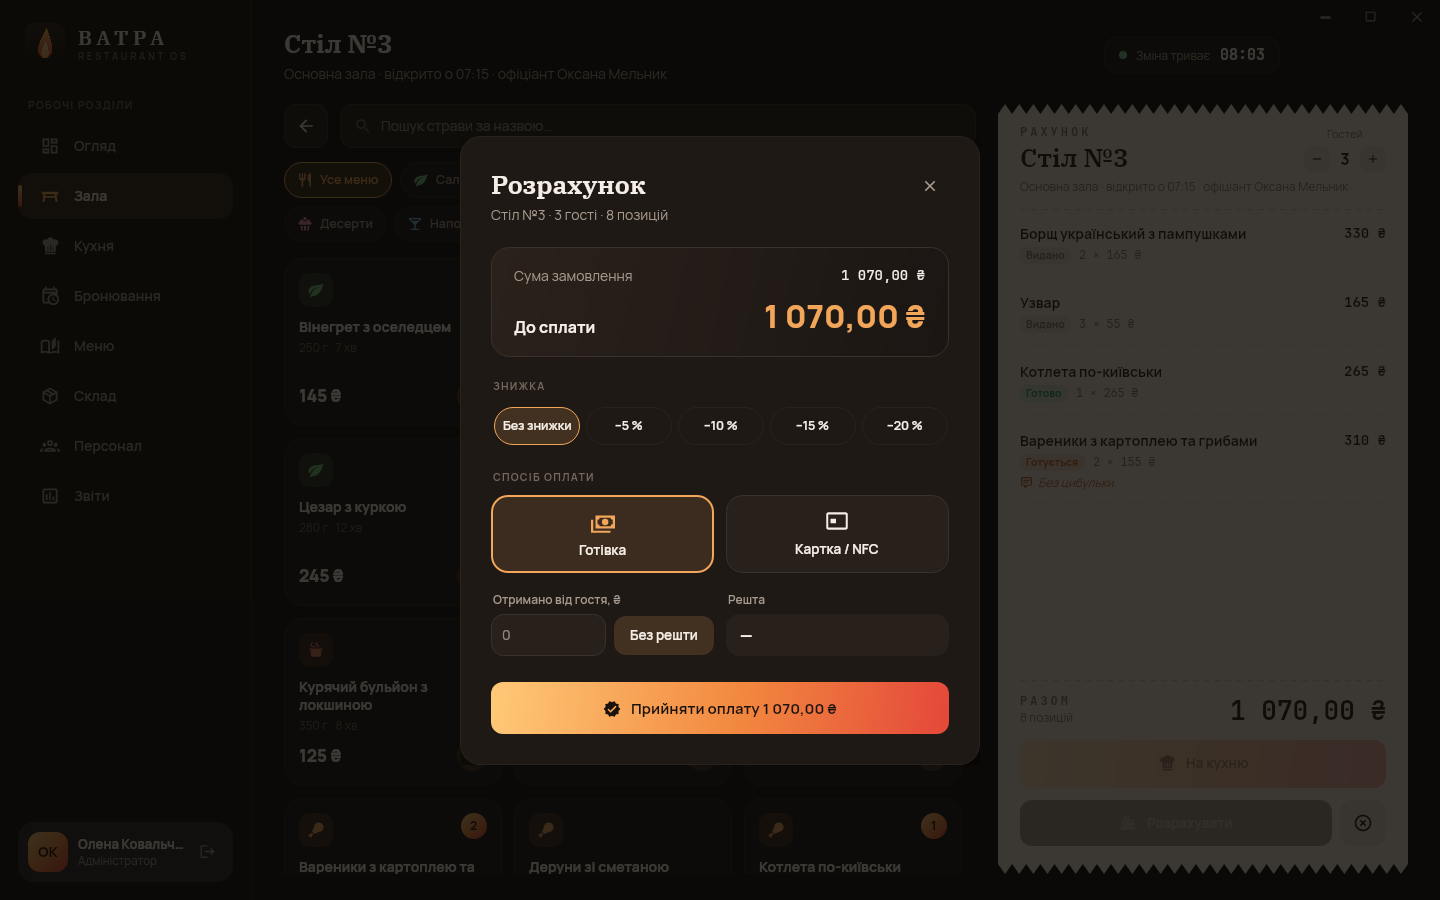 ВАТРА
RESTAURANT OS
РОБОЧІ РОЗДІЛИ
Огляд
Зала
Кухня
Бронювання
Меню
Склад
Персонал
Звіти
ОК
Олена Ковальч...
Адміністратор
Стіл №3
Основна зала · відкрито о 07:15 · офіціант Оксана Мельник
Зміна триває 08:03
Пошук страви за назвою...
Усе меню
Десерти
Вінегрет з оселедцем
250 г · 7 хв
145 ₴
Цезар з куркою
280 г · 12 хв
245 ₴
Курячий бульйон з
локшиною
350 г · 8 хв
125 ₴
2
Вареники з картоплею та
Деруни зі сметаною
1
Котлета по-київськи
Розрахунок
Стіл №3 · 3 гості · 8 позицій
Сума замовлення 1 070,00 ₴
До сплати 1 070,00 ₴
ЗНИЖКА
Без знижки −5 % −10 % −15 % −20 %
СПОСІБ ОПЛАТИ
Готівка
Картка / NFC
Отримано від гостя, ₴ Решта
0 Без решти —
Прийняти оплату 1 070,00 ₴
РАХУНОК
Гостей
Стіл №3
− 3 +
Основна зала · відкрито о 07:15 · офіціант Оксана Мельник
Борщ український з пампушками 330 ₴
Видано 2 × 165 ₴
Узвар 165 ₴
Видано 3 × 55 ₴
Котлета по-київськи 265 ₴
Готово 1 × 265 ₴
Вареники з картоплею та грибами 310 ₴
Готується 2 × 155 ₴
Без цибульки
РАЗОМ
8 позицій
1 070,00 ₴
На кухню
Розрахувати